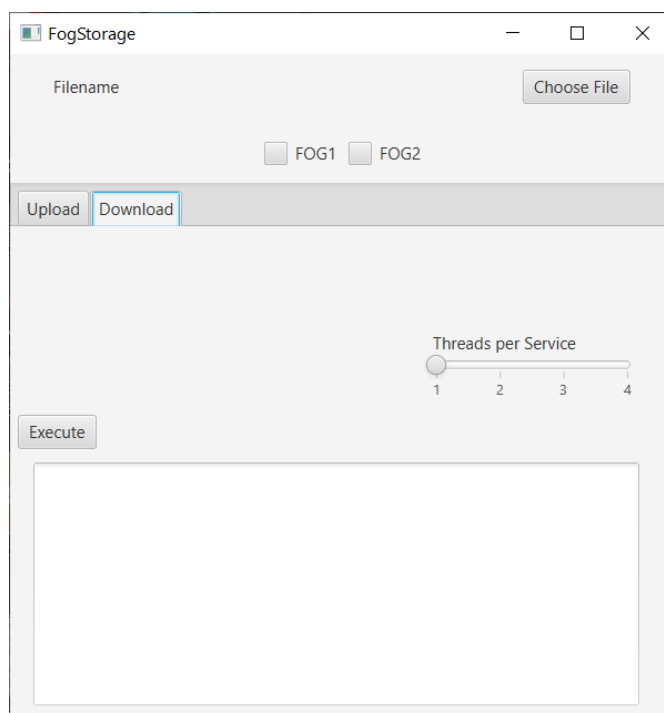 FogStorage
Filename
Choose File
FOG1 FOG2
Upload Download
Threads per Service
1 2 3 4
Execute